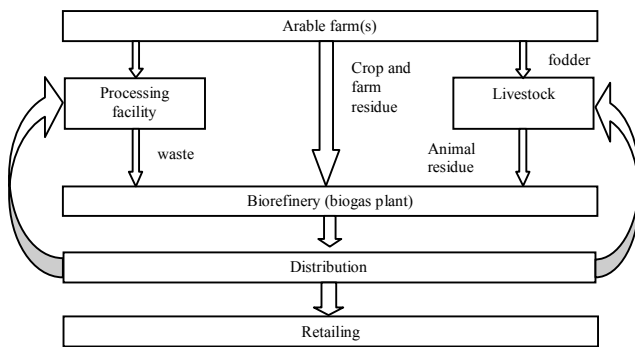 Arable farm(s)
fodder
Crop and
farm
residue
Processing
facility
Livestock
waste
Animal
residue
Biorefinery (biogas plant)
Distribution
Retailing